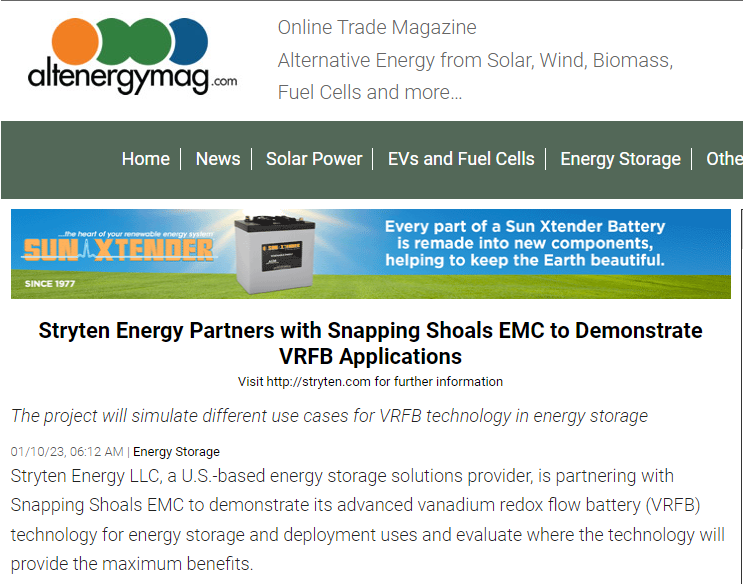 altenergymag.com
Online Trade Magazine
Alternative Energy from Solar, Wind, Biomass,
Fuel Cells and more...
Home | News | Solar Power | EVs and Fuel Cells | Energy Storage | Othe
...the heart of your renewable energy system
SUN XTENDER
SINCE 1977
SUN XTENDER
Every part of a Sun Xtender Battery
is remade into new components,
helping to keep the Earth beautiful.
Stryten Energy Partners with Snapping Shoals EMC to Demonstrate
VRFB Applications
Visit http://stryten.com for further information
The project will simulate different use cases for VRFB technology in energy storage
01/10/23, 06:12 AM | Energy Storage
Stryten Energy LLC, a U.S.-based energy storage solutions provider, is partnering with
Snapping Shoals EMC to demonstrate its advanced vanadium redox flow battery (VRFB)
technology for energy storage and deployment uses and evaluate where the technology will
provide the maximum benefits.